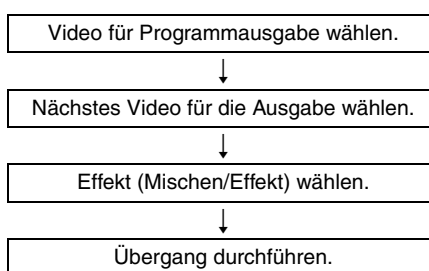 Video für Programmausgabe wählen.
Nächstes Video für die Ausgabe wählen.
Effekt (Mischen/Effekt) wählen.
Übergang durchführen.